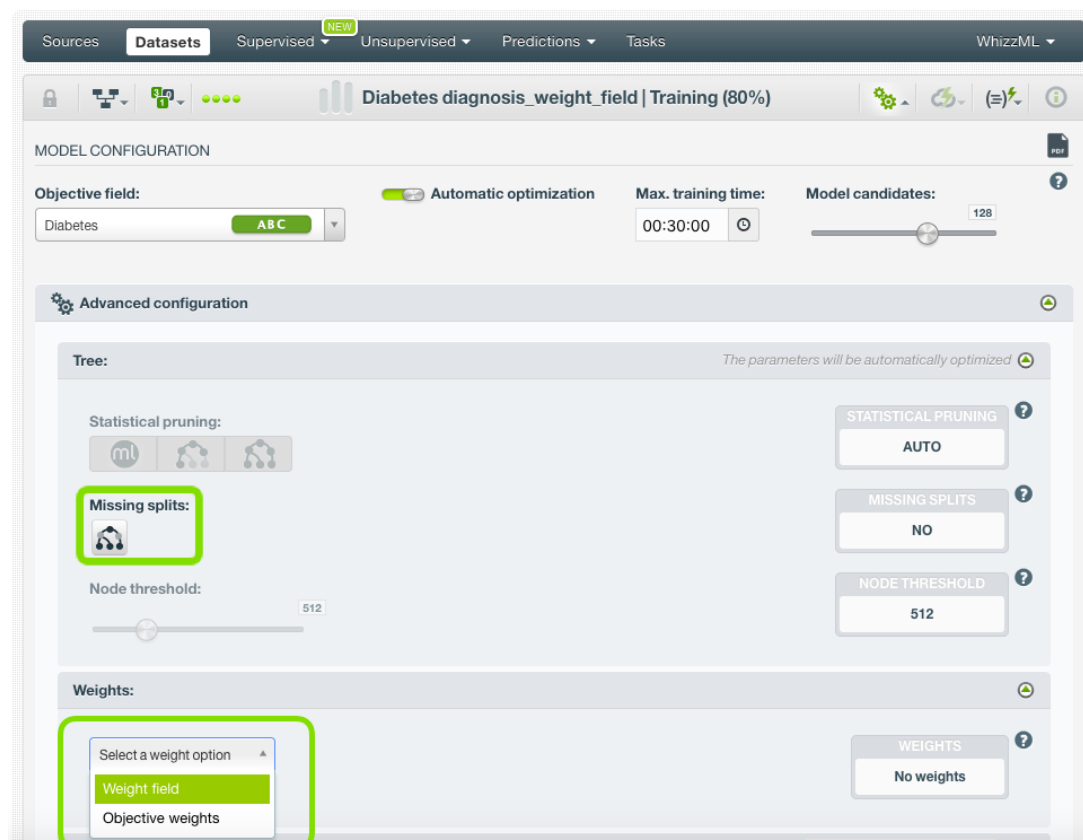 NEW
Sources Datasets Supervised Unsupervised Predictions Tasks WhizzML
Diabetes diagnosis_weight_field | Training (80%)
MODEL CONFIGURATION
PDF
Objective field: Automatic optimization Max. training time: Model candidates:
128
Diabetes ABC 00:30:00
Advanced configuration
Tree: The parameters will be automatically optimized
Statistical pruning: STATISTICAL PRUNING
ml AUTO
Missing splits: MISSING SPLITS
NO
Node threshold: NODE THRESHOLD
512 512
Weights:
Select a weight option WEIGHTS
Weight field No weights
Objective weights